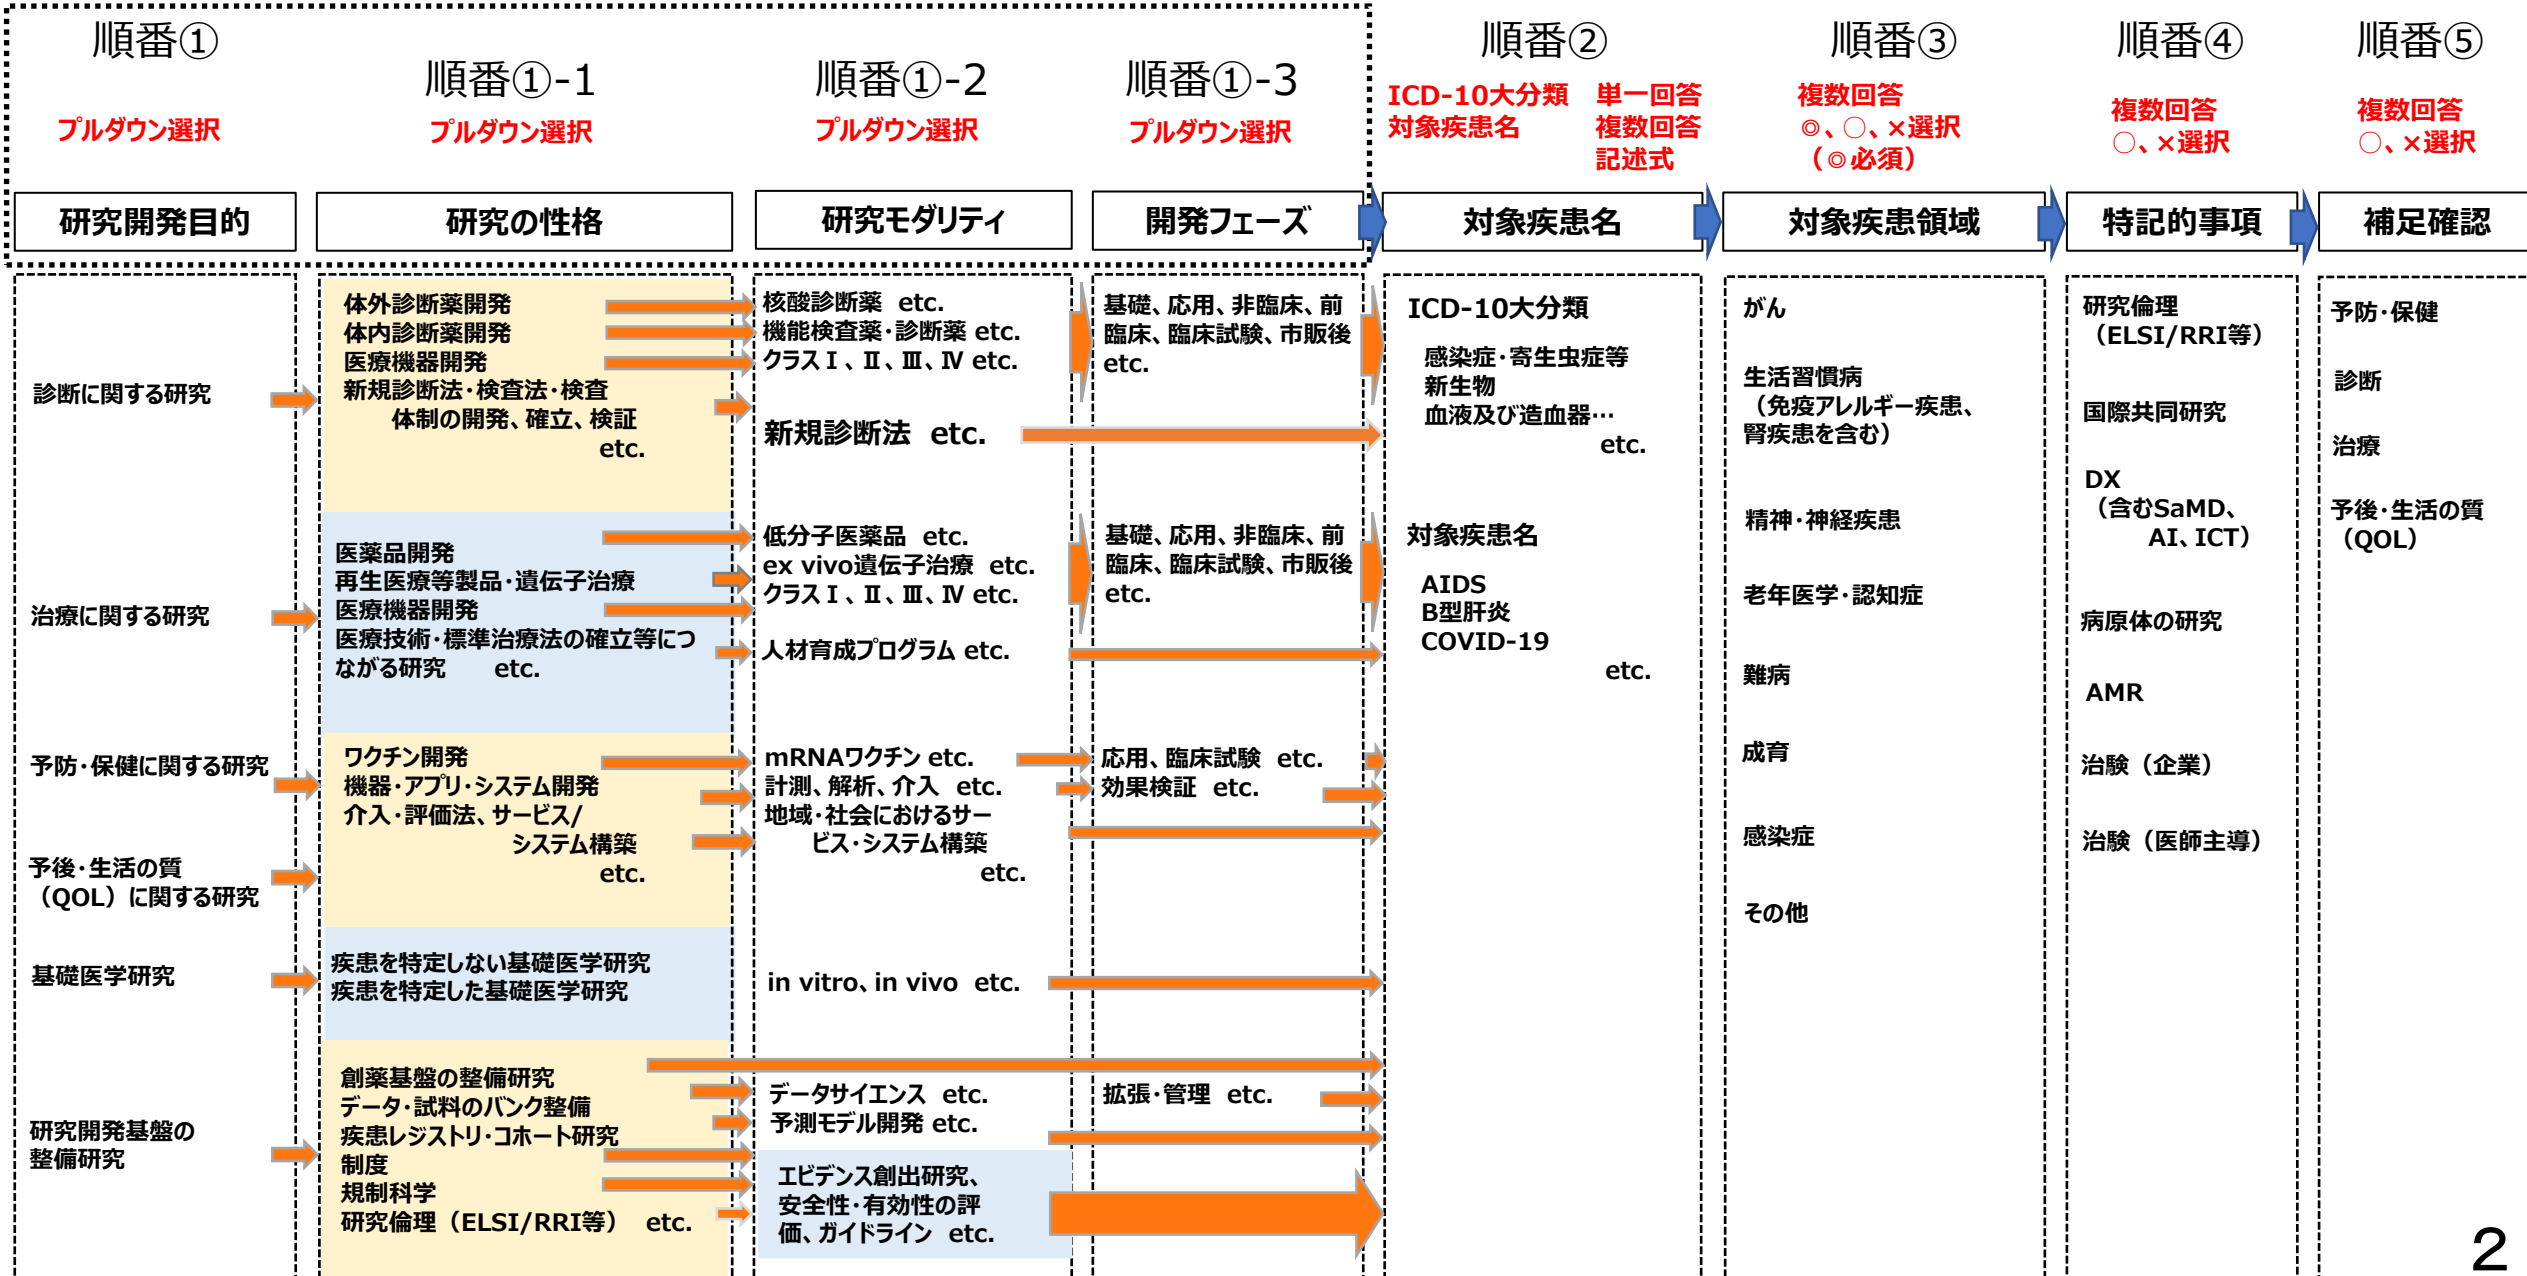 順番①
順番①-1
順番①-2
順番①-3
順番②
順番③
順番④
順番⑤
プルダウン選択
プルダウン選択
プルダウン選択
プルダウン選択
ICD-10大分類 単一回答
対象疾患名 複数回答
記述式
複数回答
◎、○、×選択
（◎必須）
複数回答
○、×選択
複数回答
○、×選択
研究開発目的
研究の性格
研究モダリティ
開発フェーズ
対象疾患名
対象疾患領域
特記的事項
補足確認
診断に関する研究
治療に関する研究
予防・保健に関する研究
予後・生活の質
（QOL）に関する研究
基礎医学研究
研究開発基盤の
整備研究
体外診断薬開発
体内診断薬開発
医療機器開発
新規診断法・検査法・検査
体制の開発、確立、検証
etc.
医薬品開発
再生医療等製品・遺伝子治療
医療機器開発
医療技術・標準治療法の確立等につ
ながる研究 etc.
ワクチン開発
機器・アプリ・システム開発
介入・評価法、サービス/
システム構築
etc.
疾患を特定しない基礎医学研究
疾患を特定した基礎医学研究
創薬基盤の整備研究
データ・試料のバンク整備
疾患レジストリ・コホート研究
制度
規制科学
研究倫理（ELSI/RRI等） etc.
核酸診断薬 etc.
機能検査薬・診断薬 etc.
クラスⅠ、Ⅱ、Ⅲ、Ⅳ etc.
新規診断法 etc.
低分子医薬品 etc.
ex vivo遺伝子治療 etc.
クラスⅠ、Ⅱ、Ⅲ、Ⅳ etc.
人材育成プログラム etc.
mRNAワクチン etc.
計測、解析、介入 etc.
地域・社会におけるサー
ビス・システム構築
etc.
in vitro、in vivo etc.
データサイエンス etc.
予測モデル開発 etc.
エビデンス創出研究、
安全性・有効性の評
価、ガイドライン etc.
基礎、応用、非臨床、前
臨床、臨床試験、市販後
etc.
基礎、応用、非臨床、前
臨床、臨床試験、市販後
etc.
応用、臨床試験 etc.
効果検証 etc.
拡張・管理 etc.
ICD-10大分類
感染症・寄生虫症等
新生物
血液及び造血器…
etc.
対象疾患名
AIDS
B型肝炎
COVID-19
etc.
がん
生活習慣病
（免疫アレルギー疾患、
腎疾患を含む）
精神・神経疾患
老年医学・認知症
難病
成育
感染症
その他
研究倫理
（ELSI/RRI等）
国際共同研究
DX
（含むSaMD、
AI、ICT）
病原体の研究
AMR
治験（企業）
治験（医師主導）
予防・保健
診断
治療
予後・生活の質
（QOL）
2